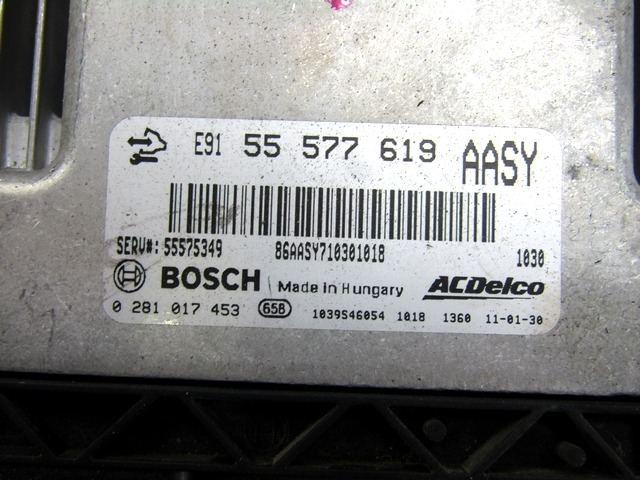 E91 55 577 619 AASY
SERV#: 55575349 86AASY710301018 1030
BOSCH Made in Hungary ACDelco
0 281 017 453 65B 1039S46054 1018 1360 11-01-30